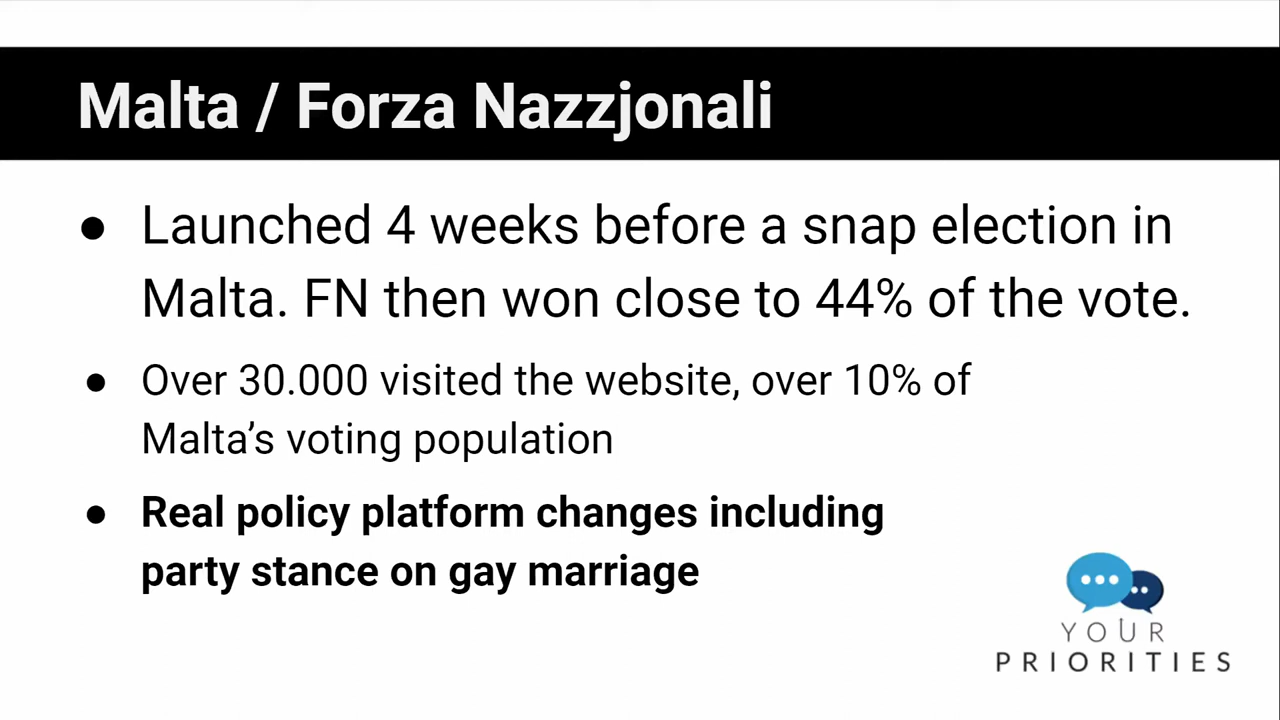 Malta / Forza Nazzjonali
● Launched 4 weeks before a snap election in
Malta. FN then won close to 44% of the vote.
● Over 30.000 visited the website, over 10% of
Malta’s voting population
● Real policy platform changes including
party stance on gay marriage
YOUR
PRIORITIES